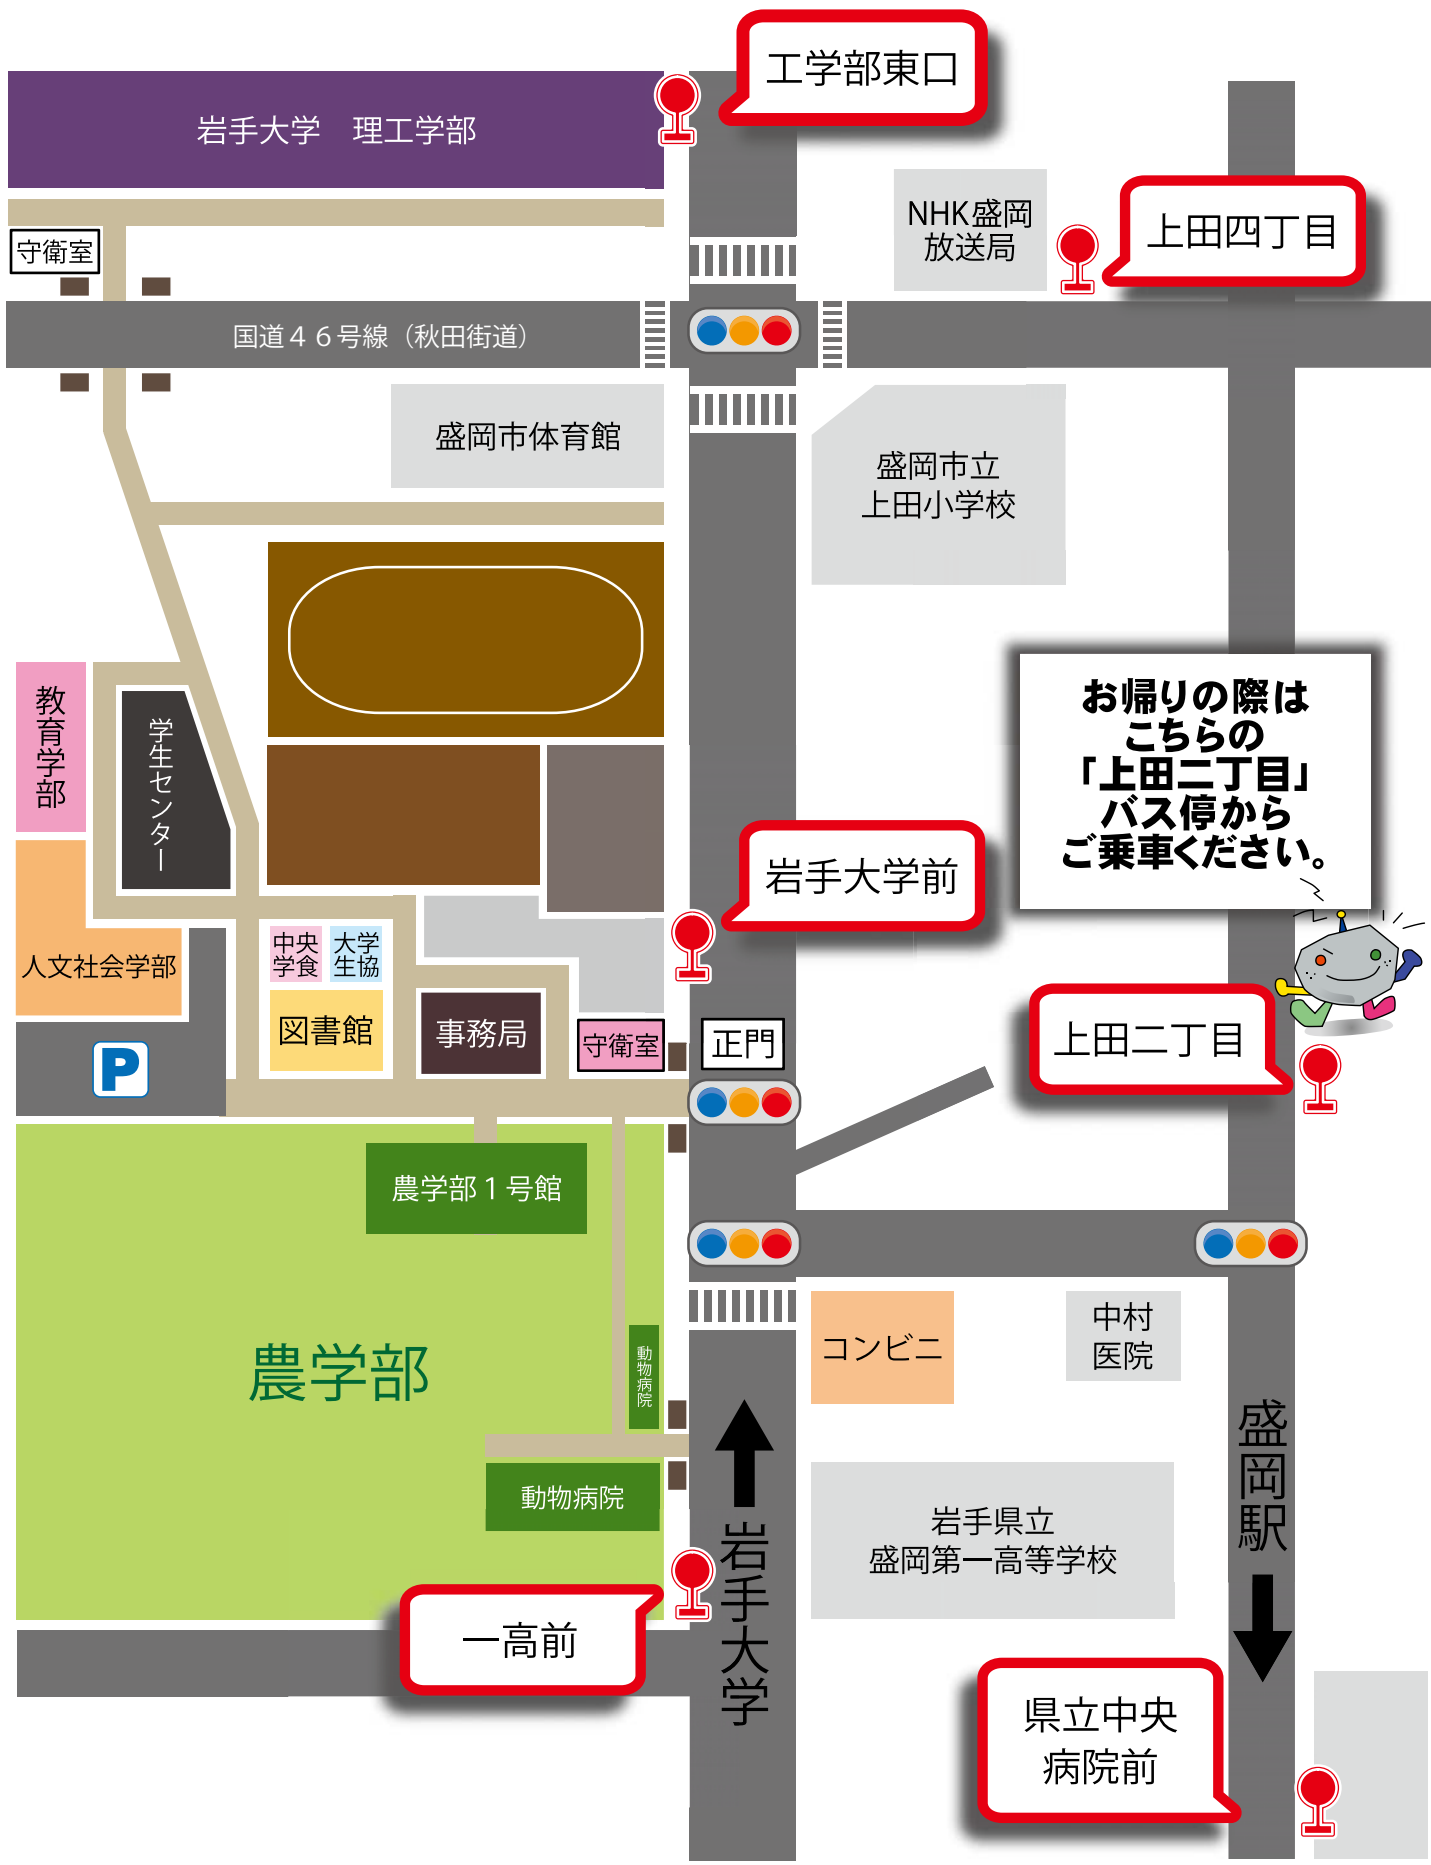 工学部東口
岩手大学　理工学部
NHK盛岡
放送局
上田四丁目
守衛室
国道４６号線（秋田街道）
盛岡市体育館
盛岡市立
上田小学校
教育学部
学生センター
お帰りの際は
こちらの
「上田二丁目」
バス停から
ご乗車ください。
岩手大学前
人文社会学部
中央
学食
大学
生協
図書館
事務局
守衛室
正門
上田二丁目
P
農学部１号館
農学部
動物病院
コンビニ
中村
医院
動物病院
岩手県立
盛岡第一高等学校
盛岡駅
岩手大学
一高前
県立中央
病院前